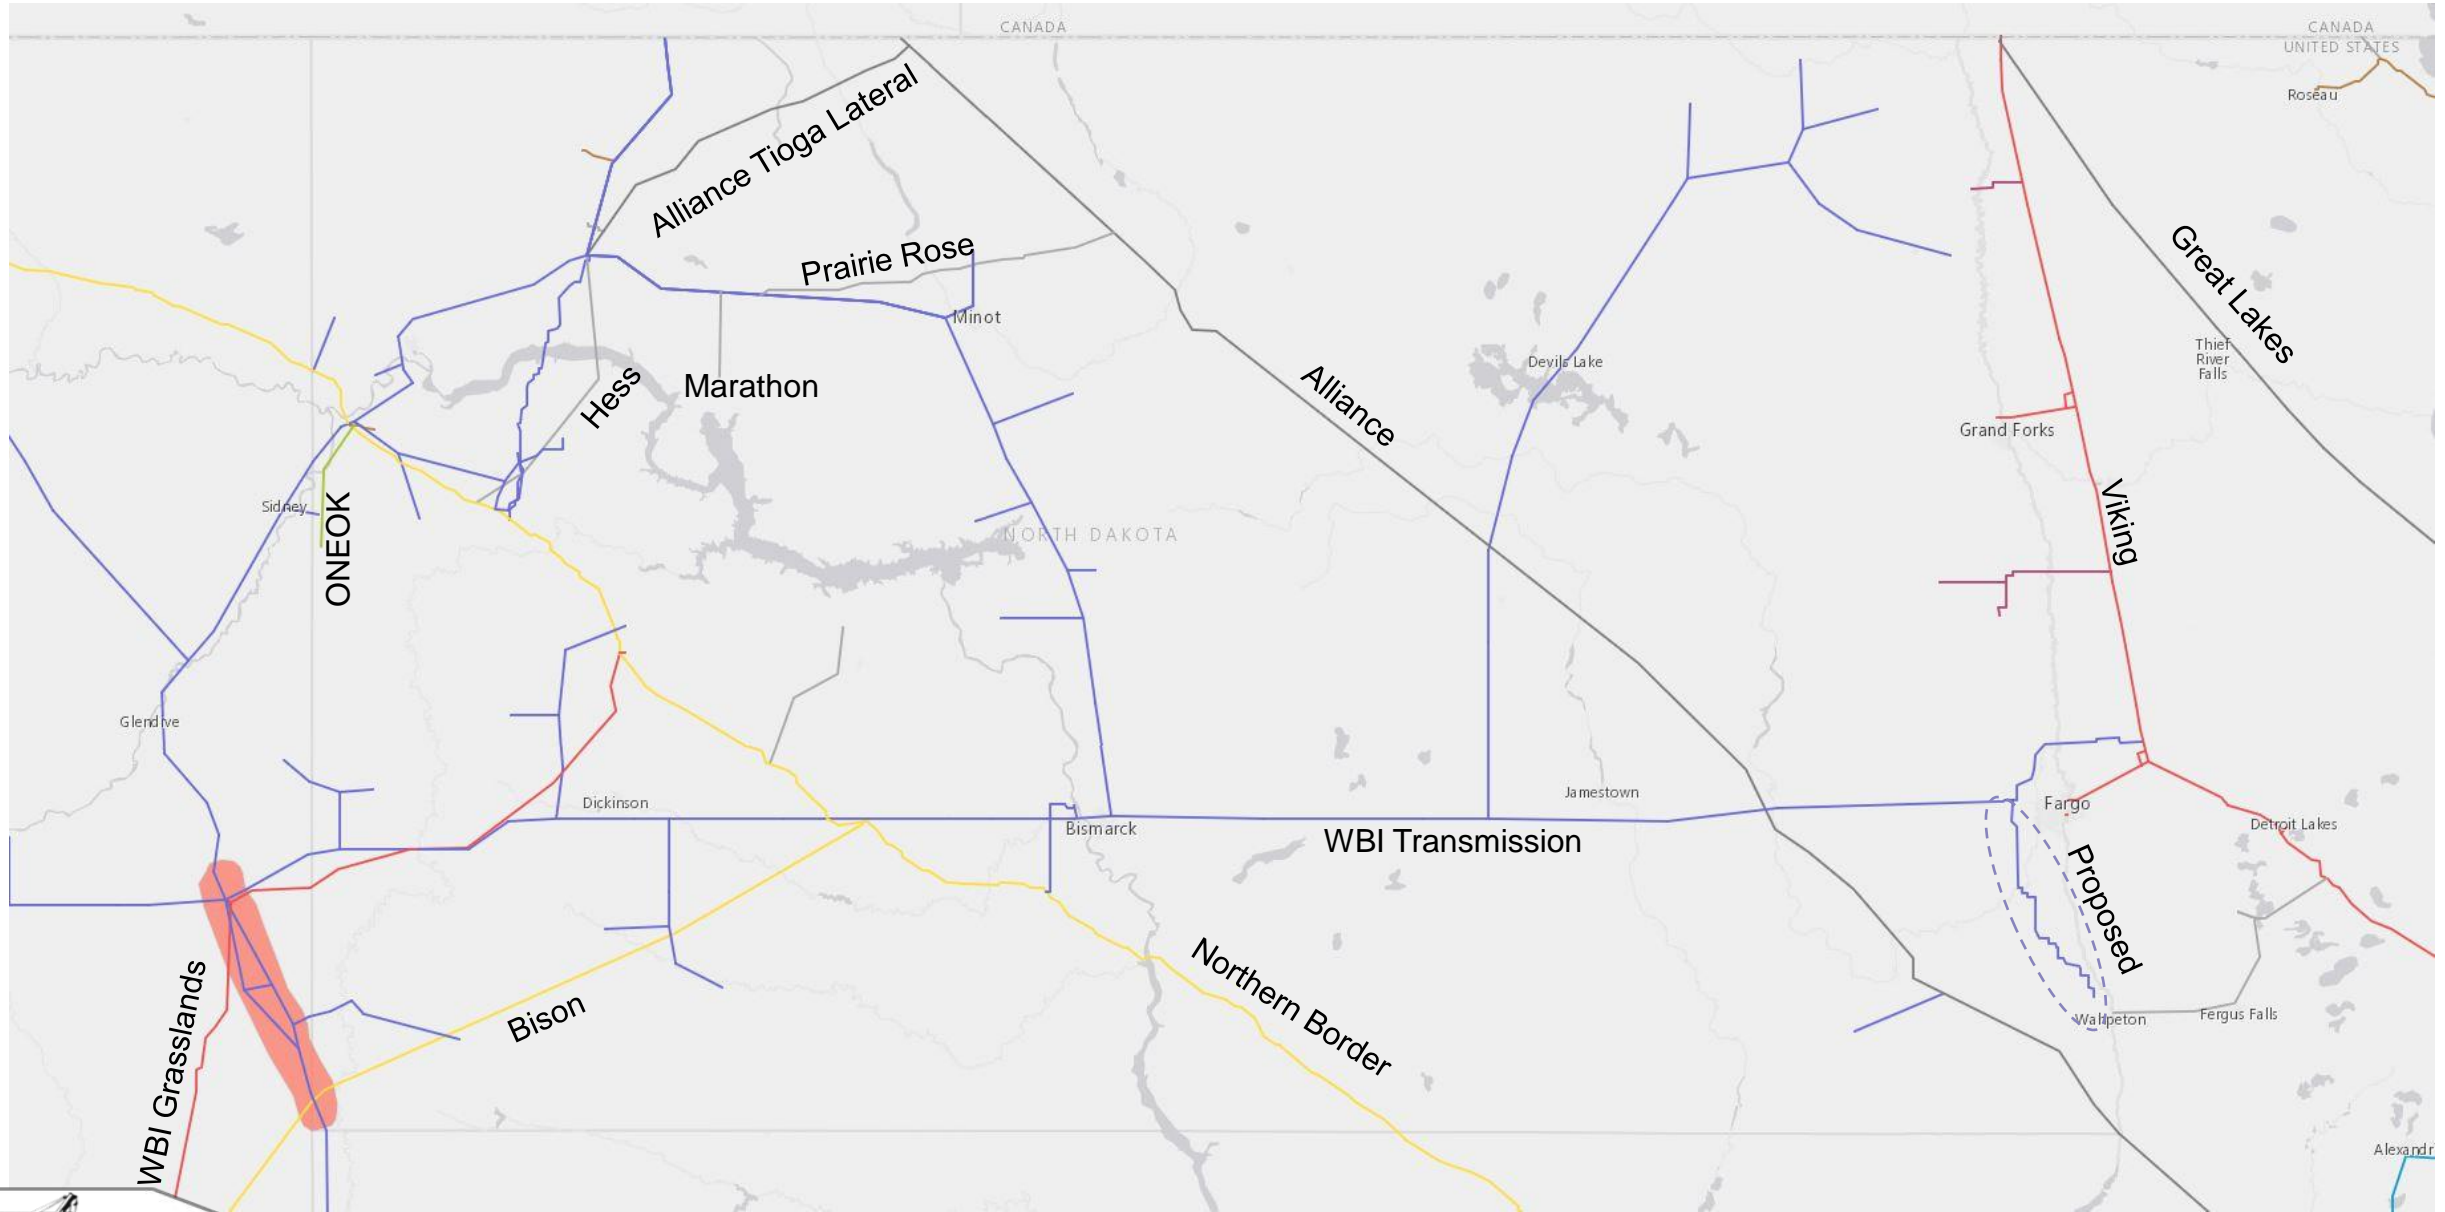 CANADA
CANADA
UNITED STATES
Roseau
Alliance Tioga Lateral
Prairie Rose
Great Lakes
Minot
Thief
River
Falls
Devils Lake
Hess
Marathon
Alliance
Grand Forks
Sidney
ONEOK
NORTH DAKOTA
Viking
Glendive
Dickinson
Jamestown
Fargo
Bismarck
Detroit Lakes
WBI Transmission
Proposed
WBI Grasslands
Bison
Northern Border
Wahpeton
Fergus Falls
Alexandr